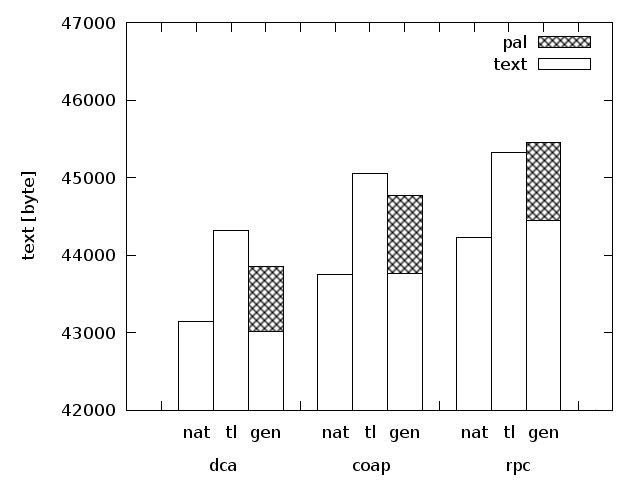 47000
46000
45000
44000
43000
42000
text [byte]
pal
text
nat tl gen nat tl gen nat tl gen
dca coap rpc